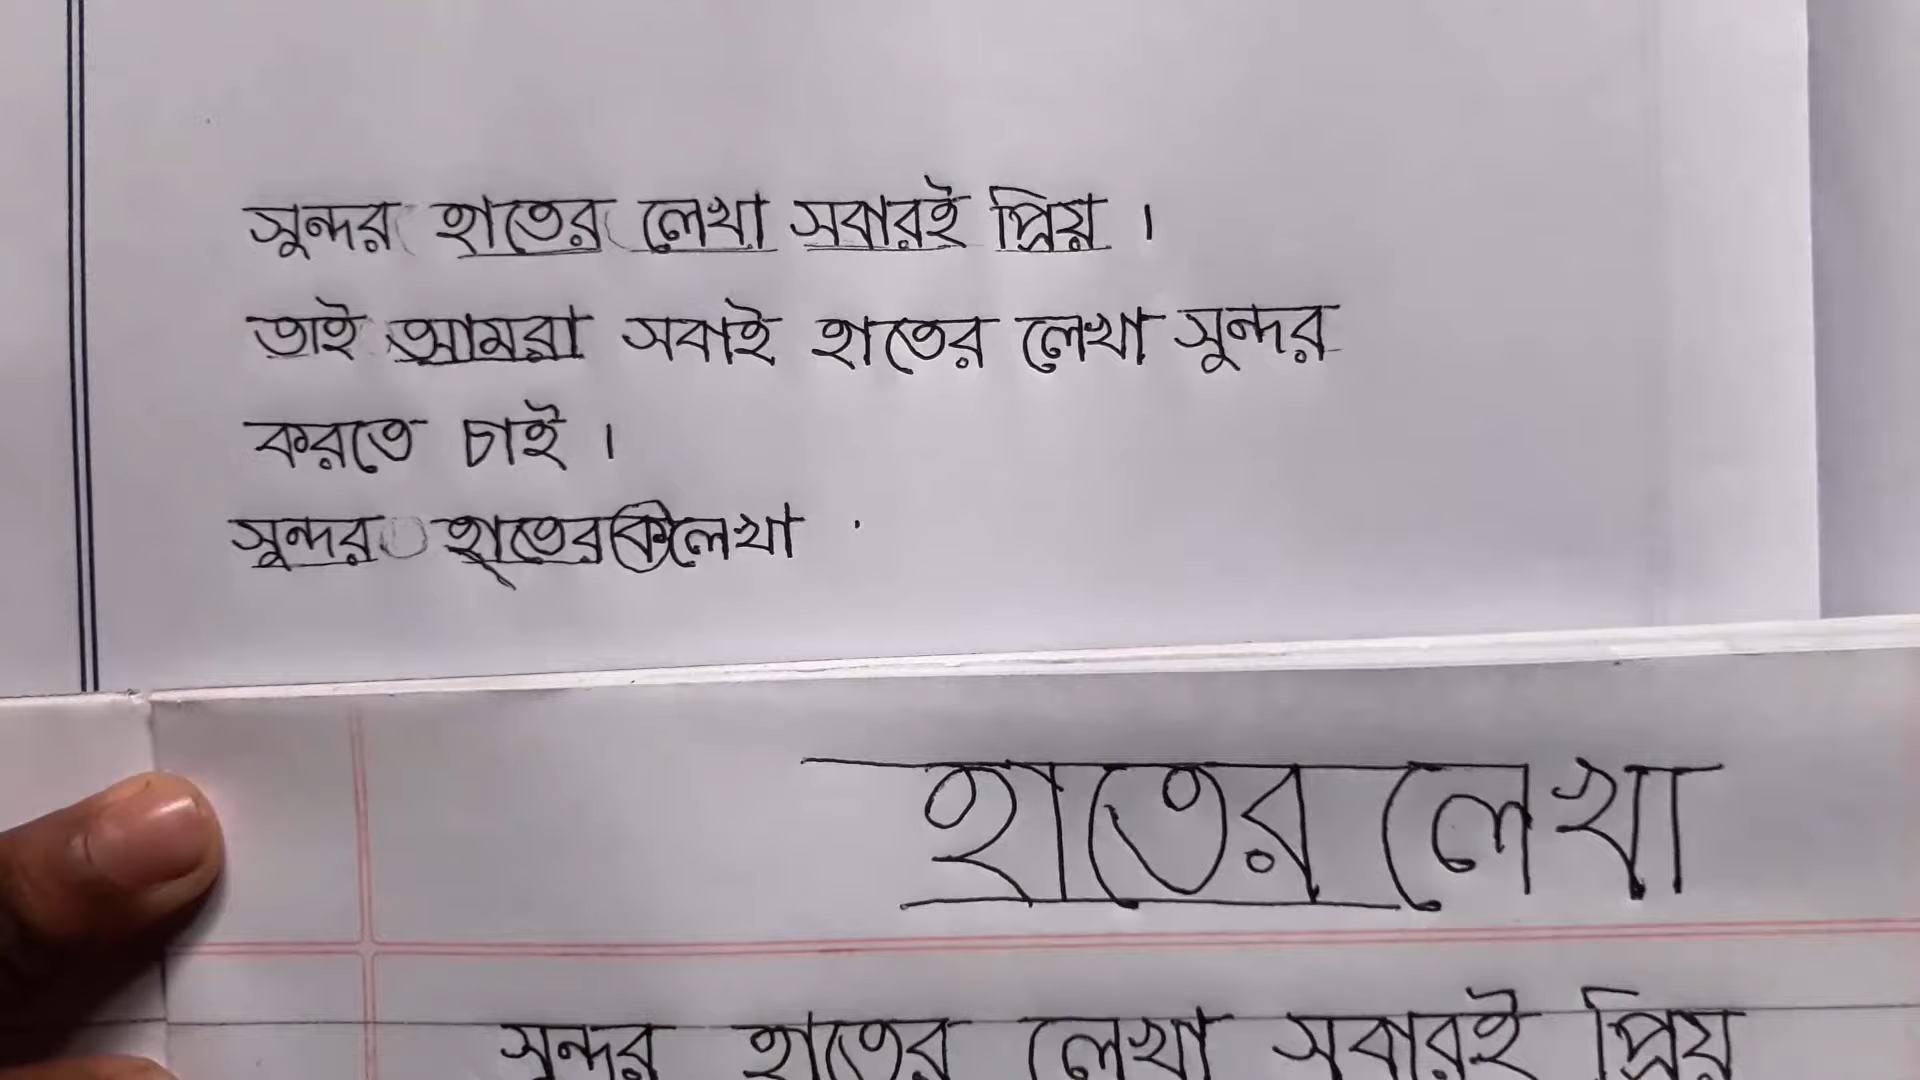 সুন্দর হাতের লেখা সবারই প্রিয় ।
তাই আমরা সবাই হাতের লেখা সুন্দর
করতে চাই ।
সুন্দর হাতের লেখা
হাতের লেখা
সুন্দর হাতের লেখা সবারই প্রিয়